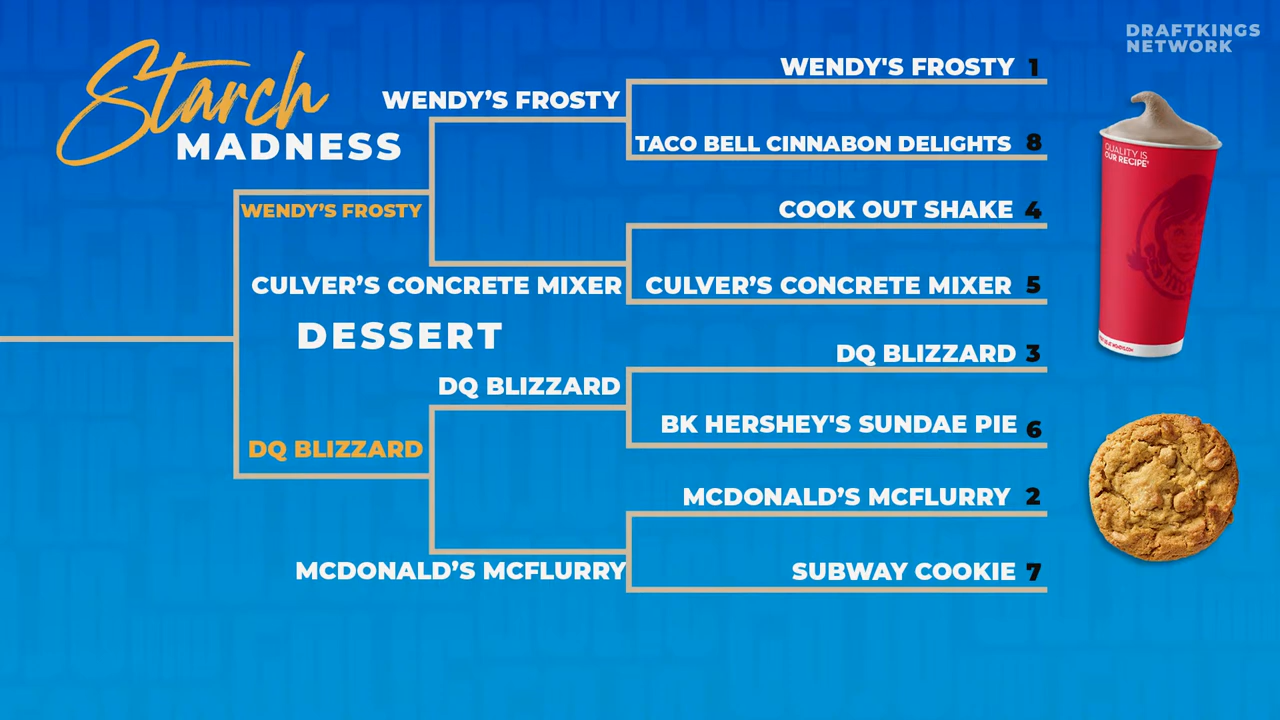 DRAFTKINGS
NETWORK
Starch
MADNESS
WENDY'S FROSTY 1
WENDY’S FROSTY
TACO BELL CINNABON DELIGHTS 8
WENDY’S FROSTY
COOK OUT SHAKE 4
CULVER’S CONCRETE MIXER
CULVER’S CONCRETE MIXER 5
DESSERT
DQ BLIZZARD 3
DQ BLIZZARD
BK HERSHEY'S SUNDAE PIE 6
DQ BLIZZARD
MCDONALD’S MCFLURRY 2
MCDONALD’S MCFLURRY
SUBWAY COOKIE 7
QUALITY IS
OUR RECIPE